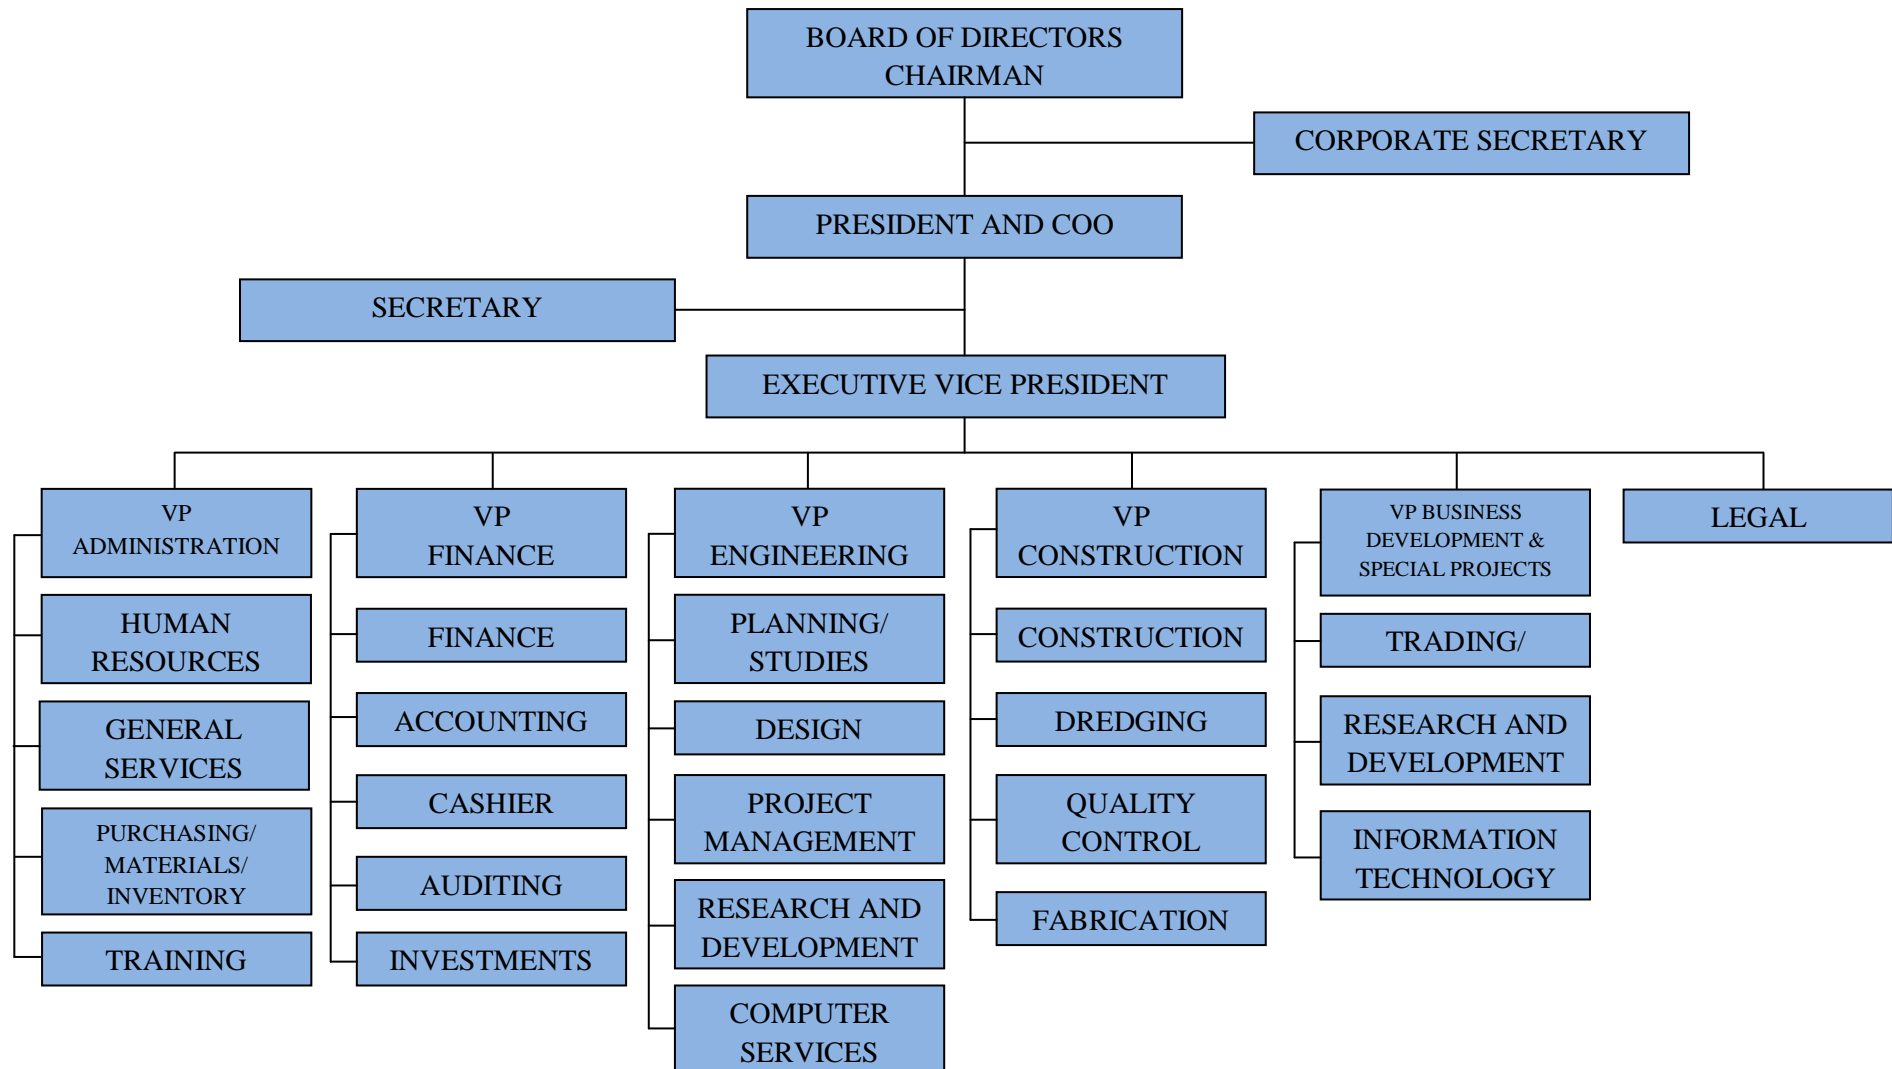 BOARD OF DIRECTORS
CHAIRMAN
CORPORATE SECRETARY
PRESIDENT AND COO
SECRETARY
EXECUTIVE VICE PRESIDENT
VP
ADMINISTRATION
HUMAN
RESOURCES
GENERAL
SERVICES
PURCHASING/
MATERIALS/
INVENTORY
TRAINING
VP
FINANCE
FINANCE
ACCOUNTING
CASHIER
AUDITING
INVESTMENTS
VP
ENGINEERING
PLANNING/
STUDIES
DESIGN
PROJECT
MANAGEMENT
RESEARCH AND
DEVELOPMENT
COMPUTER
SERVICES
VP
CONSTRUCTION
CONSTRUCTION
DREDGING
QUALITY
CONTROL
FABRICATION
VP BUSINESS
DEVELOPMENT &
SPECIAL PROJECTS
TRADING/
RESEARCH AND
DEVELOPMENT
INFORMATION
TECHNOLOGY
LEGAL